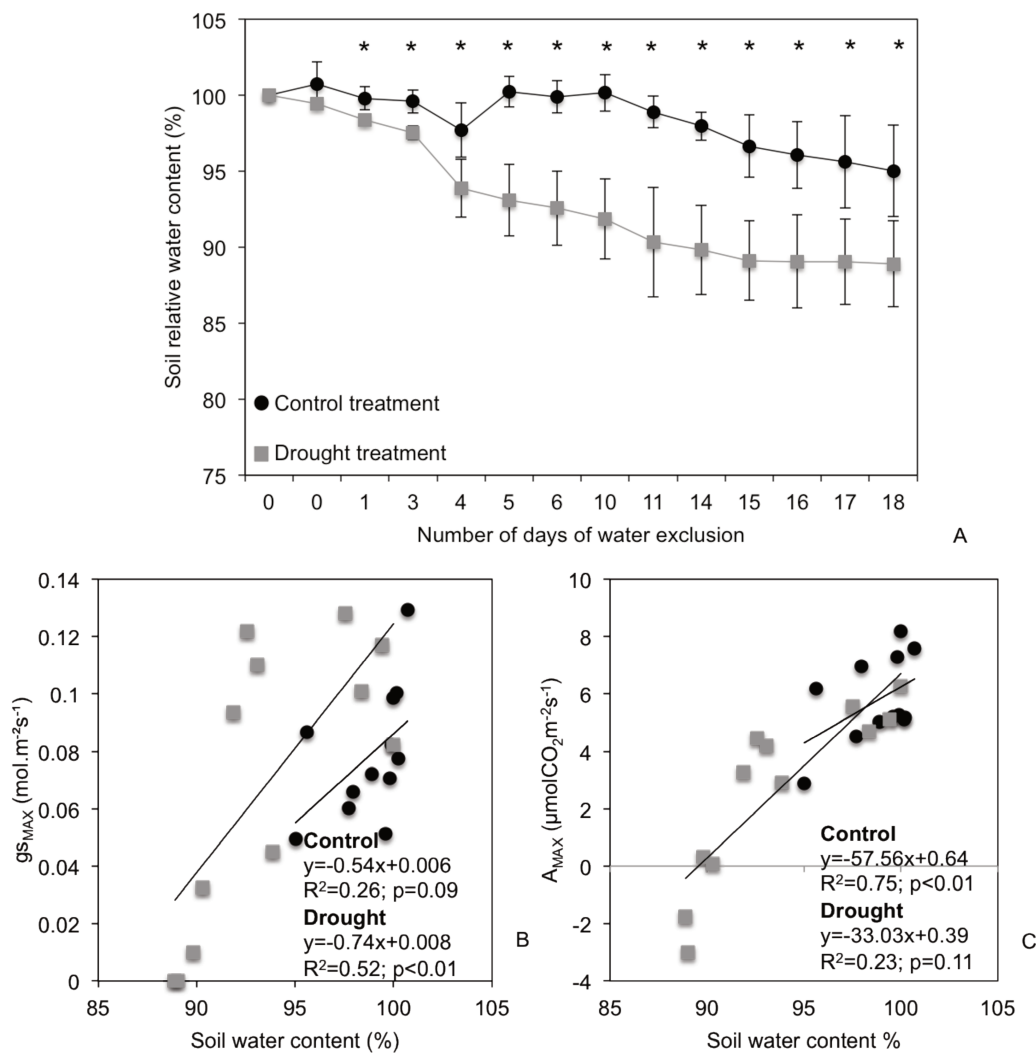 105
100
95
90
85
80
75
Soil relative water content (%)
* * * * * * * * * * * *
Control treatment
Drought treatment
0 0 1 3 4 5 6 10 11 14 15 16 17 18
Number of days of water exclusion
A
0.14
0.12
0.1
0.08
0.06
0.04
0.02
0
gsMAX (mol.m-²s-¹)
Control
y=-0.54x+0.006
R²=0.26; p=0.09
Drought
y=-0.74x+0.008
R²=0.52; p<0.01
85 90 95 100 105
Soil water content (%)
B
10
8
6
4
2
0
-2
-4
AMAX (µmolCO₂m-²s-¹)
Control
y=-57.56x+0.64
R²=0.75; p<0.01
Drought
y=-33.03x+0.39
R²=0.23; p=0.11
85 90 95 100 105
Soil water content %
C